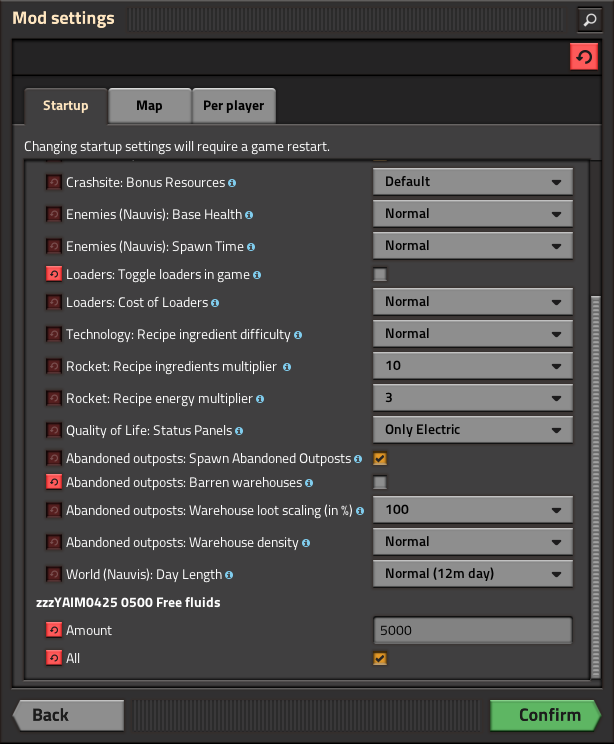 Mod settings
Startup Map Per player
Changing startup settings will require a game restart.
Crashsite: Bonus Resources Default
Enemies (Nauvis): Base Health Normal
Enemies (Nauvis): Spawn Time Normal
Loaders: Toggle loaders in game
Loaders: Cost of Loaders Normal
Technology: Recipe ingredient difficulty Normal
Rocket: Recipe ingredients multiplier 10
Rocket: Recipe energy multiplier 3
Quality of Life: Status Panels Only Electric
Abandoned outposts: Spawn Abandoned Outposts
Abandoned outposts: Barren warehouses
Abandoned outposts: Warehouse loot scaling (in %) 100
Abandoned outposts: Warehouse density Normal
World (Nauvis): Day Length Normal (12m day)
zzzYAIM0425 0500 Free fluids
Amount 5000
All
Back Confirm